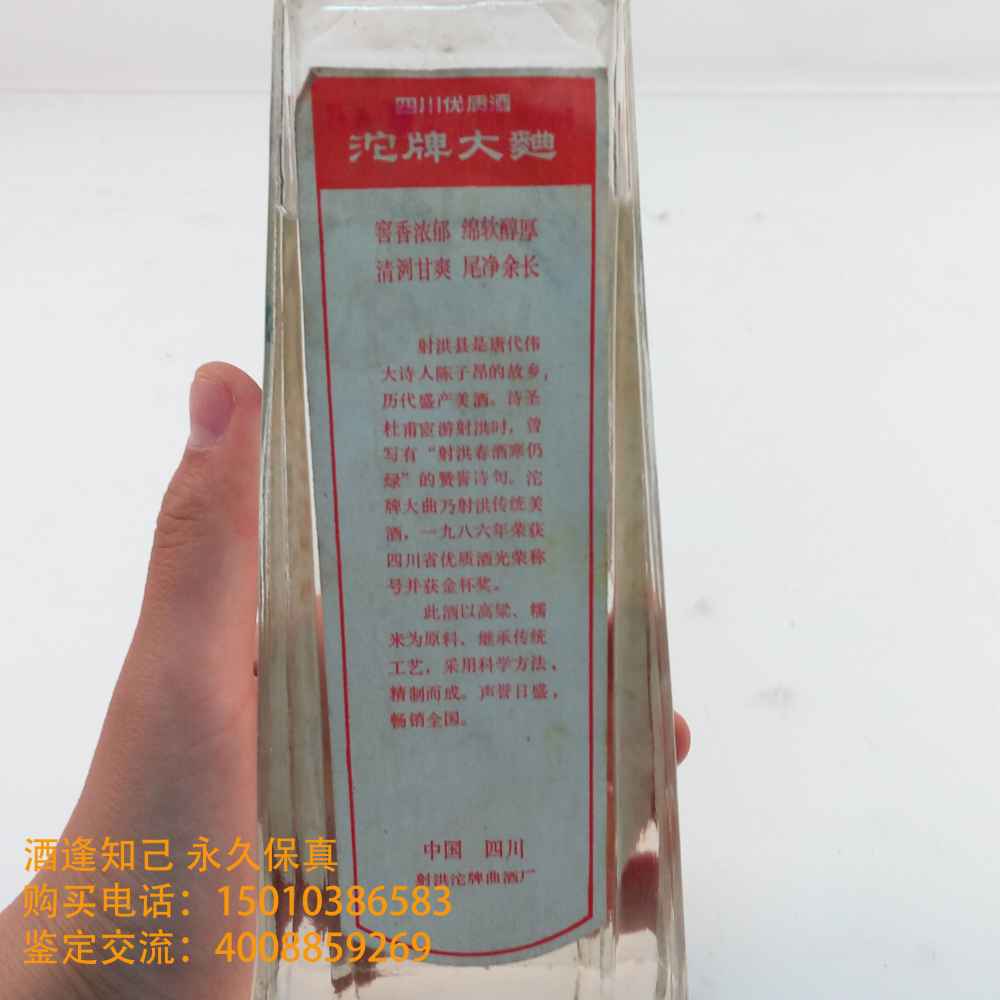 四川优质酒
沱牌大麯
窖香浓郁 绵软醇厚
清洌甘爽 尾净余长
射洪县是唐代伟
大诗人陈子昂的故乡，
历代盛产美酒。诗圣
杜甫宦游射洪时，曾
写有“射洪春酒寒仍
绿”的赞誉诗句。沱
牌大曲乃射洪传统美
酒，一九八六年荣获
四川省优质酒光荣称
号并获金杯奖。
此酒以高粱、糯
米为原料、继承传统
工艺，采用科学方法、
精制而成。声誉日盛，
畅销全国。
中国 四川
射洪沱牌曲酒厂
酒逢知己 永久保真
购买电话：15010386583
鉴定交流：4008859269